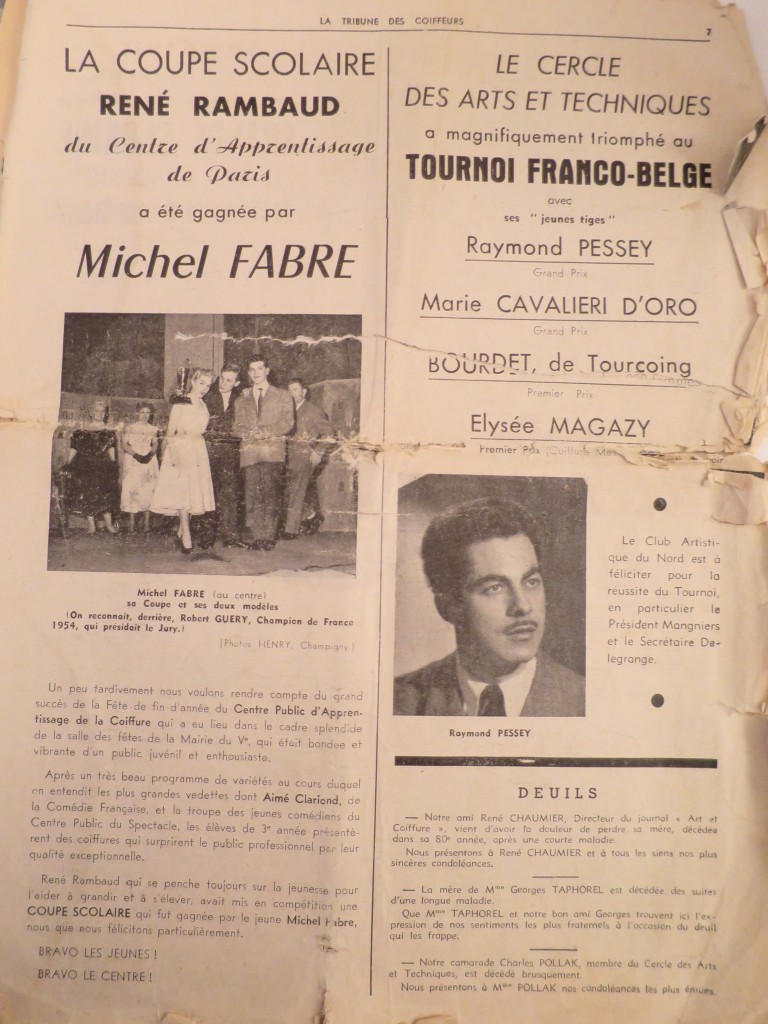 LA TRIBUNE DES COIFFEURS
7
LA COUPE SCOLAIRE
RENÉ RAMBAUD
du Centre d'Apprentissage
de Paris
a été gagnée par
Michel FABRE
Michel FABRE (au centre)
sa Coupe et ses deux modèles
(On reconnait, derrière, Robert GUERY, Champion de France
1954, qui présidait le Jury.)
(Photos HENRY, Champigny.)
Un peu tardivement nous voulons rendre compte du grand
succès de la Fête de fin d'année du Centre Public d'Appren-
tissage de la Coiffure qui a eu lieu dans le cadre splendide
de la salle des fêtes de la Mairie du Ve, qui était bondée et
vibrante d'un public juvénil et enthousiaste.
Après un très beau programme de variétés au cours duquel
on entendit les plus grandes vedettes dont Aimé Clariond, de
la Comédie Française, et la troupe des jeunes comédiens du
Centre Public du Spectacle, les élèves de 3e année présentè-
rent des coiffures qui surprirent le public professionnel par leur
qualité exceptionnelle.
René Rambaud qui se penche toujours sur la jeunesse pour
l'aider à grandir et à s'élever, avait mis en compétition une
COUPE SCOLAIRE qui fut gagnée par le jeune Michel Fabre,
nous que nous félicitons particulièrement.
BRAVO LES JEUNES !
BRAVO LE CENTRE !
LE CERCLE
DES ARTS ET TECHNIQUES
a magnifiquement triomphé au
TOURNOI FRANCO-BELGE
avec
ses " jeunes tiges "
Raymond PESSEY
Grand Prix
Marie CAVALIERI D'ORO
Grand Prix
BOURDET, de Tourcoing
Premier Prix
Elysée MAGAZY
Premier Prix (Coiffure
Le Club Artisti-
que du Nord est à
féliciter pour la
réussite du Tournoi,
en particulier le
Président Mangniers
et le Secrétaire De-
legrange.
Raymond PESSEY
DEUILS
— Notre ami René CHAUMIER, Directeur du journal « Art et
Coiffure », vient d'avoir la douleur de perdre sa mère, décédée
dans sa 80e année, après une courte maladie.
Nous présentons à René CHAUMIER et à tous les siens nos plus
sincères condoléances.
— La mère de Mme Georges TAPHOREL est décédée des suites
d'une longue maladie.
Que Mme TAPHOREL et notre bon ami Georges trouvent ici l'ex-
pression de nos sentiments les plus fraternels à l'occasion du deuil
qui les frappe.
— Notre camarade Charles POLLAK, membre du Cercle des Arts
et Techniques, est décédé brusquement.
Nous présentons à Mme POLLAK nos condoléances les plus émues.